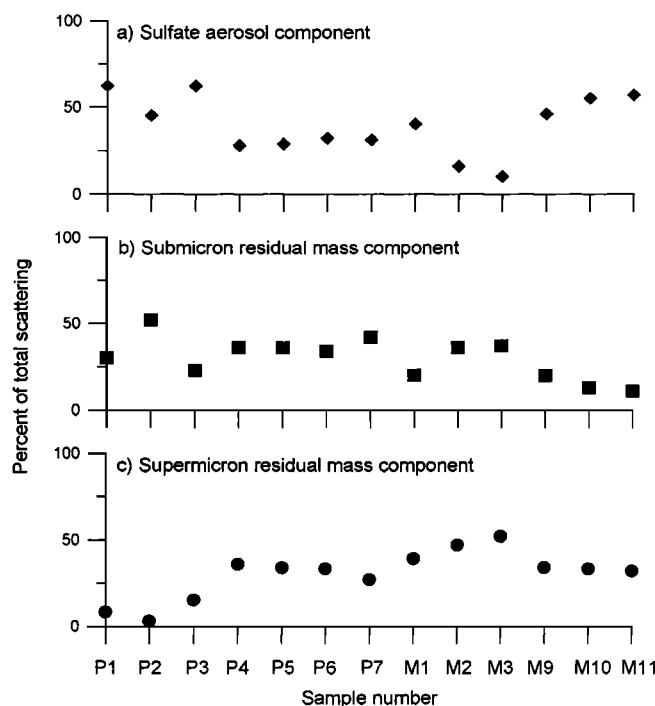 100
a) Sulfate aerosol component
50
0
100
b) Submicron residual mass component
50
0
100
c) Supermicron residual mass component
50
0
Percent of total scattering
P1 P2 P3 P4 P5 P6 P7 M1 M2 M3 M9 M10 M11
Sample number